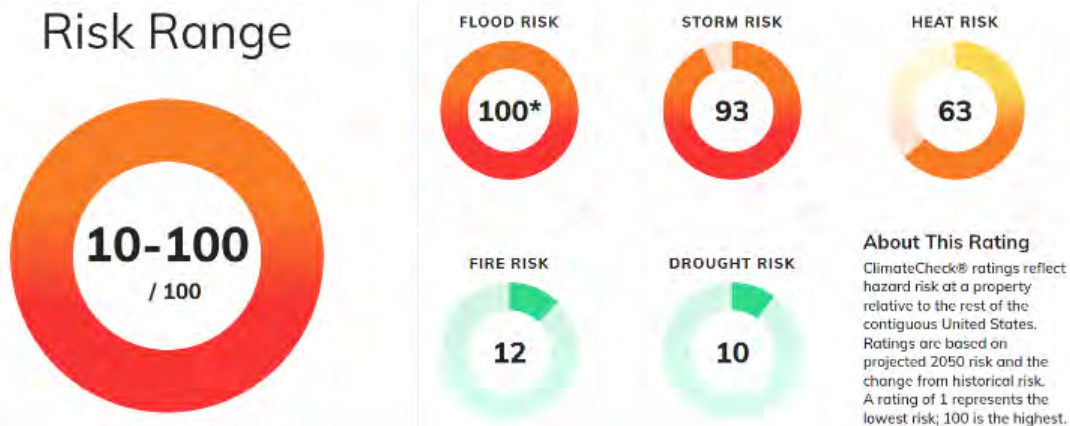 Risk Range
10-100
/ 100
FLOOD RISK
100*
STORM RISK
93
HEAT RISK
63
FIRE RISK
12
DROUGHT RISK
10
About This Rating
ClimateCheck® ratings reflect
hazard risk at a property
relative to the rest of the
contiguous United States.
Ratings are based on
projected 2050 risk and the
change from historical risk.
A rating of 1 represents the
lowest risk; 100 is the highest.